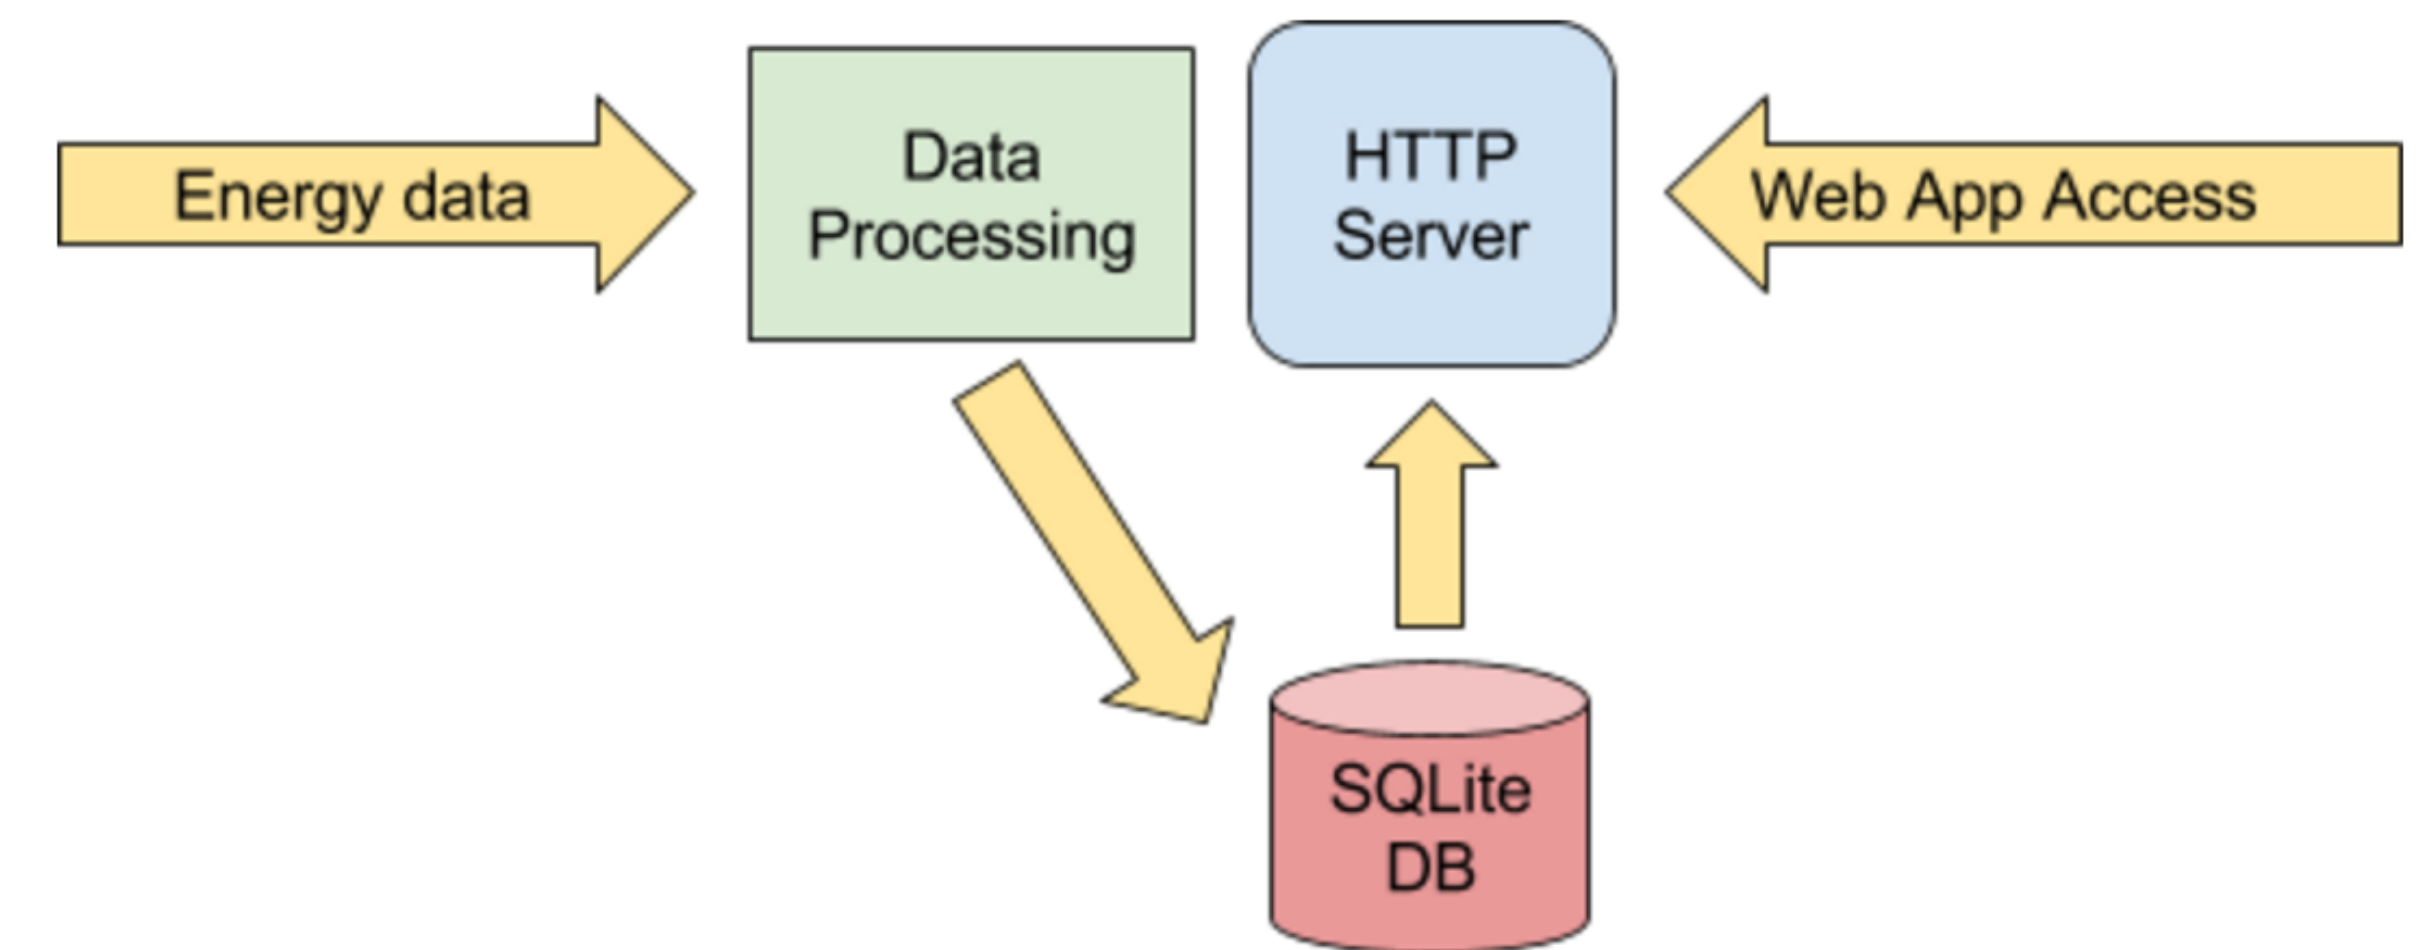 Energy data
Data
Processing
HTTP
Server
Web App Access
SQLite
DB